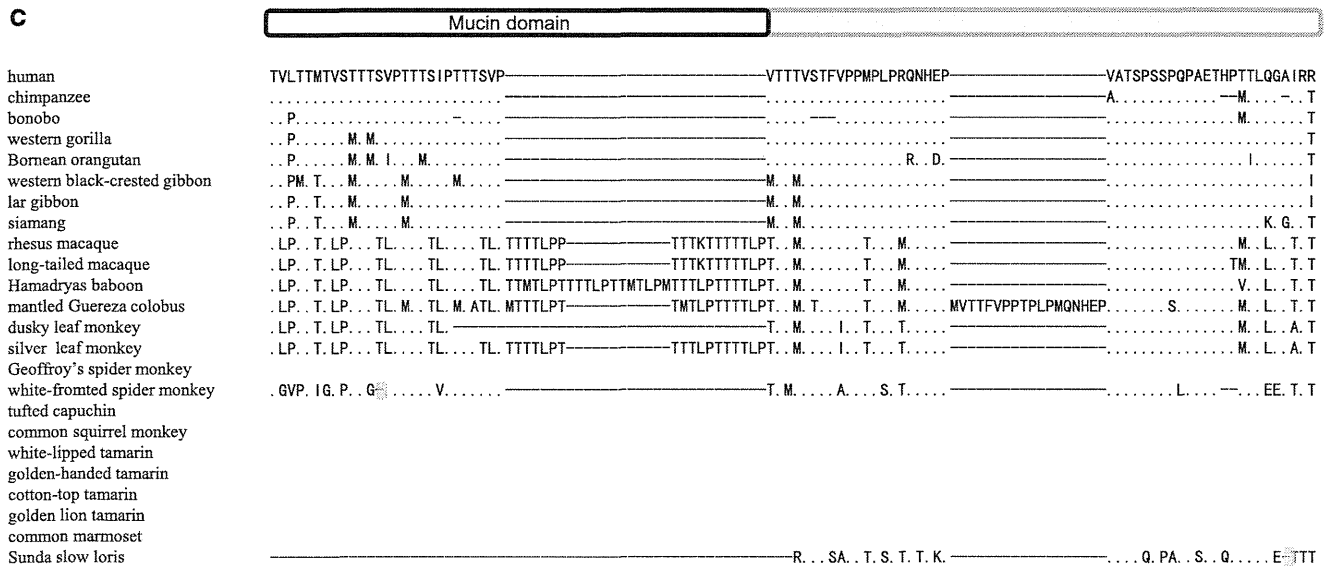 C
Mucin domain
human TVLTTMTVSTTTSVPTTTSIPTTTSVP------------------------------VTTTVSTFVPPMPLPRQNHEP------------------VATSPSSPQPAETHPTTLQGAIRR
chimpanzee ...........................------------------------------.....................------------------A............--M....-..T
bonobo ..P..................-.....------------------------------.....---.............------------------...............M.......T
western gorilla ..P......M.M...............------------------------------.....................------------------.......................T
Bornean orangutan ..P......M.M.I...M.........------------------------------................R..D.------------------................I......T
western black-crested gibbon ..PM.T...M.....M.....M.....------------------------------M..M.................------------------.......................I
lar gibbon ..P..T...M.....M...........------------------------------M..M.................------------------.......................I
siamang ..P..T...M.....M...........------------------------------M..M.................------------------..................K.G..T
rhesus macaque .LP..T.LP...TL....TL....TL.TTTTLPP------------TTTKTTTTTLPT..M.......T...M.....------------------...............M..L..T.T
long-tailed macaque .LP..T.LP...TL....TL....TL.TTTTLPP------------TTTKTTTTTLPT..M.......T...M.....------------------..............TM..L..T.T
Hamadryas baboon .LP..T.LP...TL....TL....TL.TTMTLPTTTTLPTTMTLPMTTTLPTTTTLPT..M.......T...M.....------------------...............V..L..T.T
mantled Guereza colobus .LP..T.LP...TL.M..TL.M.ATL.MTTTLPT------------TMTLPTTTTLPT..M.T.....T...M.....MVTTFVPPTPLPMQNHEP.......S.......M..L..T.T
dusky leaf monkey .LP..T.LP...TL....TL.------------------------------------T..M....I..T...T.....------------------...............M..L..A.T
silver leaf monkey .LP..T.LP...TL....TL....TL.TTTTLPT------------TTTLPTTTTLPT..M....I..T...T.....------------------...............M..L..A.T
Geoffroy's spider monkey
white-fromted spider monkey .GVP.IG.P..G-......V.......------------------------------T.M.....A....S.T.....------------------........L....--...EE.T.T
tufted capuchin
common squirrel monkey
white-lipped tamarin
golden-handed tamarin
cotton-top tamarin
golden lion tamarin
common marmoset
Sunda slow loris ------------------------------------------------------------R...SA..T.S.T.T.K.------------------....Q.PA..S..Q.....E-TTT